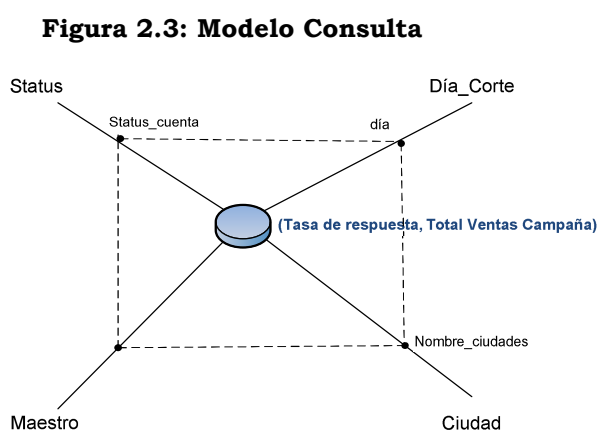 Figura 2.3: Modelo Consulta
Status
Día_Corte
Status_cuenta
día
(Tasa de respuesta, Total Ventas Campaña)
Nombre_ciudades
Maestro
Ciudad